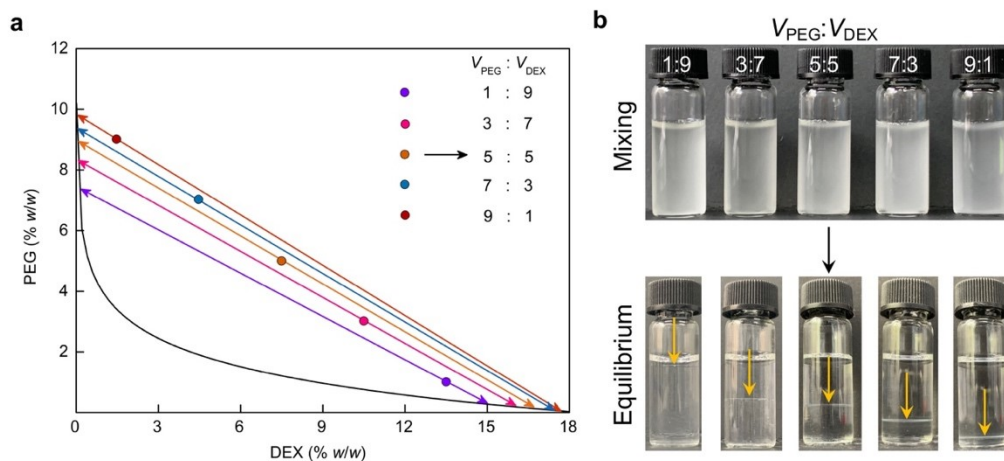 a
12
10
8
6
4
2
0
3
6
9
12
15
18
PEG (% w/w)
DEX (% w/w)
VPEG : VDEX
1 : 9
3 : 7
5 : 5
7 : 3
9 : 1
b
VPEG:VDEX
1:9 3:7 5:5 7:3 9:1
Mixing
Equilibrium